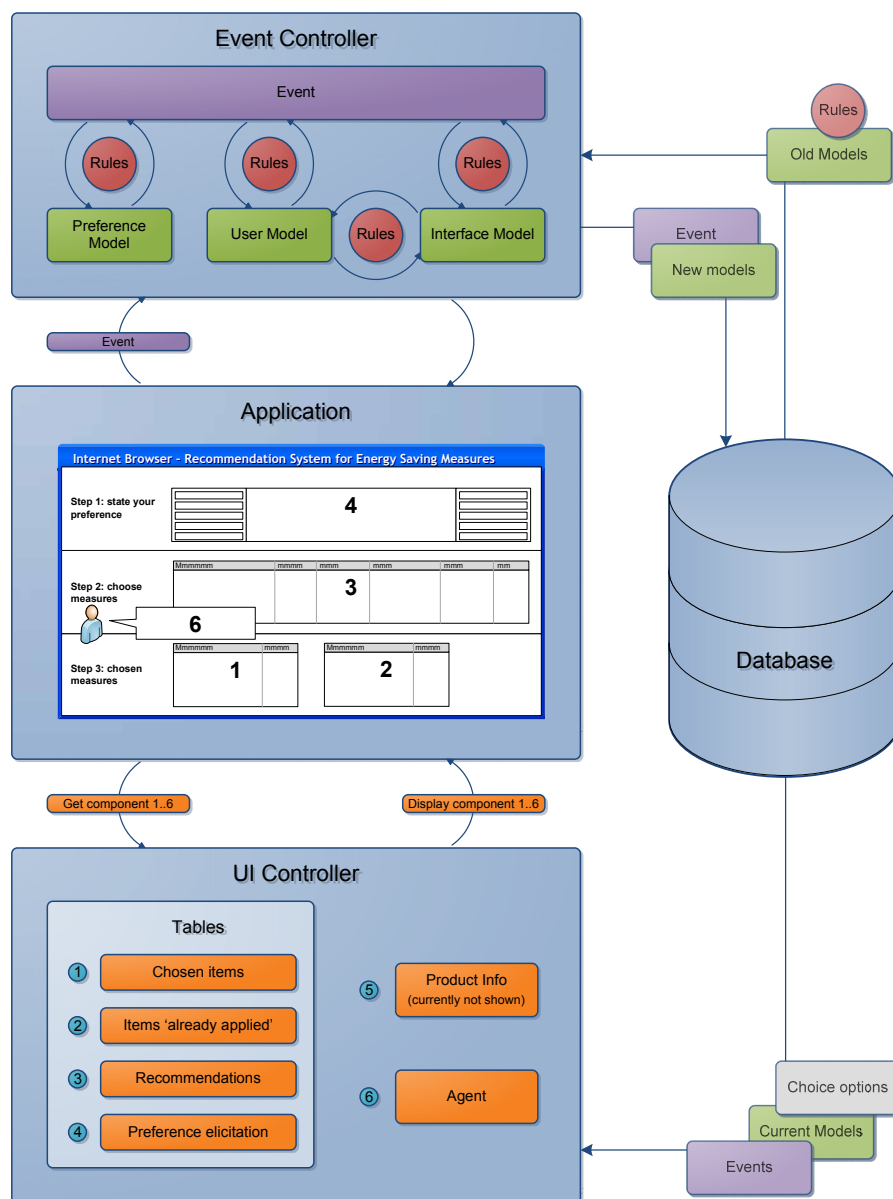 Event Controller
Event
Rules
Rules
Rules
Preference
Model
User Model
Rules
Interface Model
Rules
Old Models
Event
New models
Event
Application
Internet Browser - Recommendation System for Energy Saving Measures
Step 1: state your
preference
4
Step 2: choose
measures
Mmmmmm mmmm mmm mmm mmm mm
3
6
Step 3: chosen
measures
Mmmmmmm mmmm
1
Mmmmmmm mmmm
2
Database
Get component 1..6
Display component 1..6
UI Controller
Tables
1 Chosen items
2 Items ‘already applied’
3 Recommendations
4 Preference elicitation
5 Product Info
(currently not shown)
6 Agent
Choice options
Current Models
Events